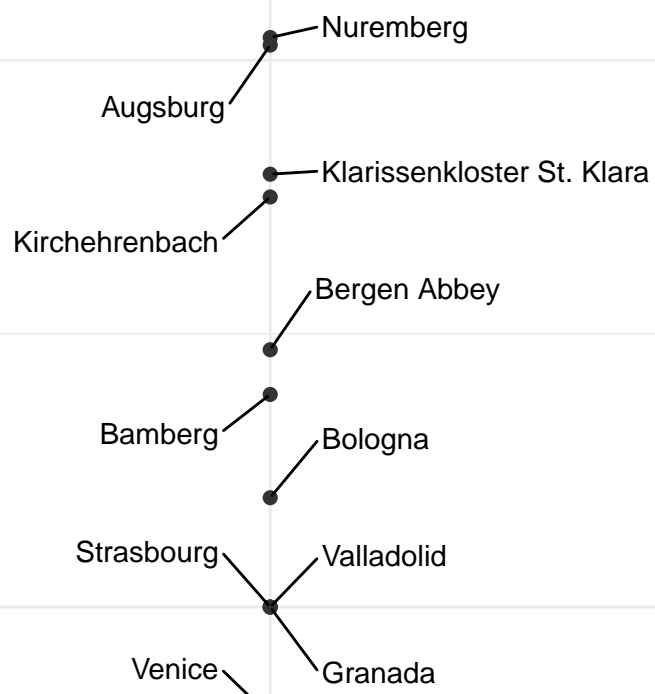 Nuremberg
Augsburg
Klarissenkloster St. Klara
Kirchehrenbach
Bergen Abbey
Bamberg
Bologna
Strasbourg
Valladolid
Venice
Granada